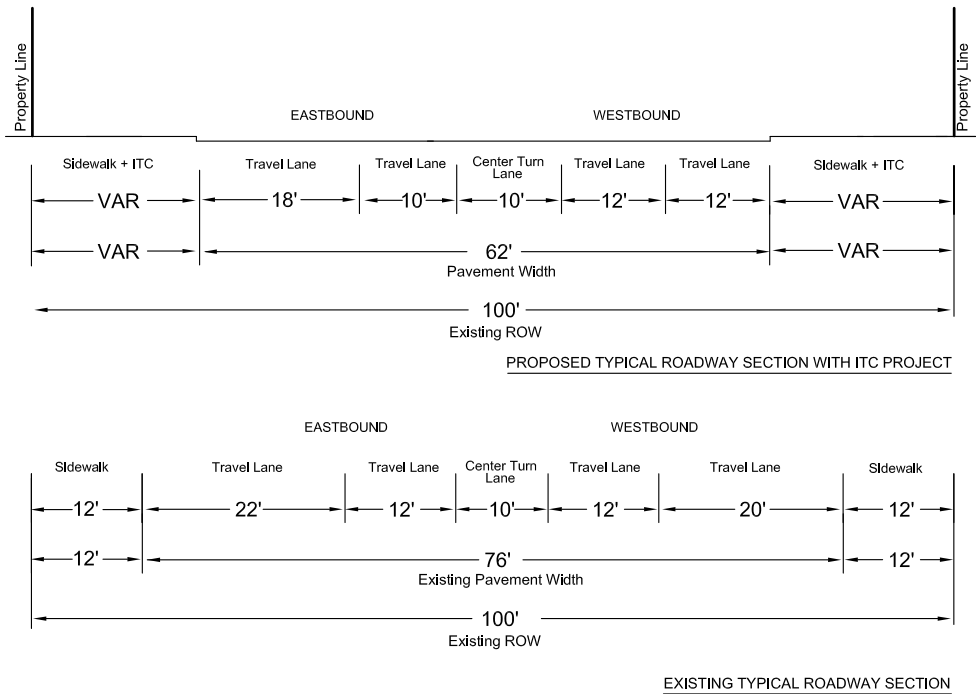 Property Line
Property Line
EASTBOUND WESTBOUND
Sidewalk + ITC Travel Lane Travel Lane Center Turn Lane Travel Lane Travel Lane Sidewalk + ITC
VAR 18' 10' 10' 12' 12' VAR
VAR 62' VAR
Pavement Width
100'
Existing ROW
PROPOSED TYPICAL ROADWAY SECTION WITH ITC PROJECT
EASTBOUND WESTBOUND
Sidewalk Travel Lane Travel Lane Center Turn Lane Travel Lane Travel Lane Sidewalk
12' 22' 12' 10' 12' 20' 12'
12' 76' 12'
Existing Pavement Width
100'
Existing ROW
EXISTING TYPICAL ROADWAY SECTION